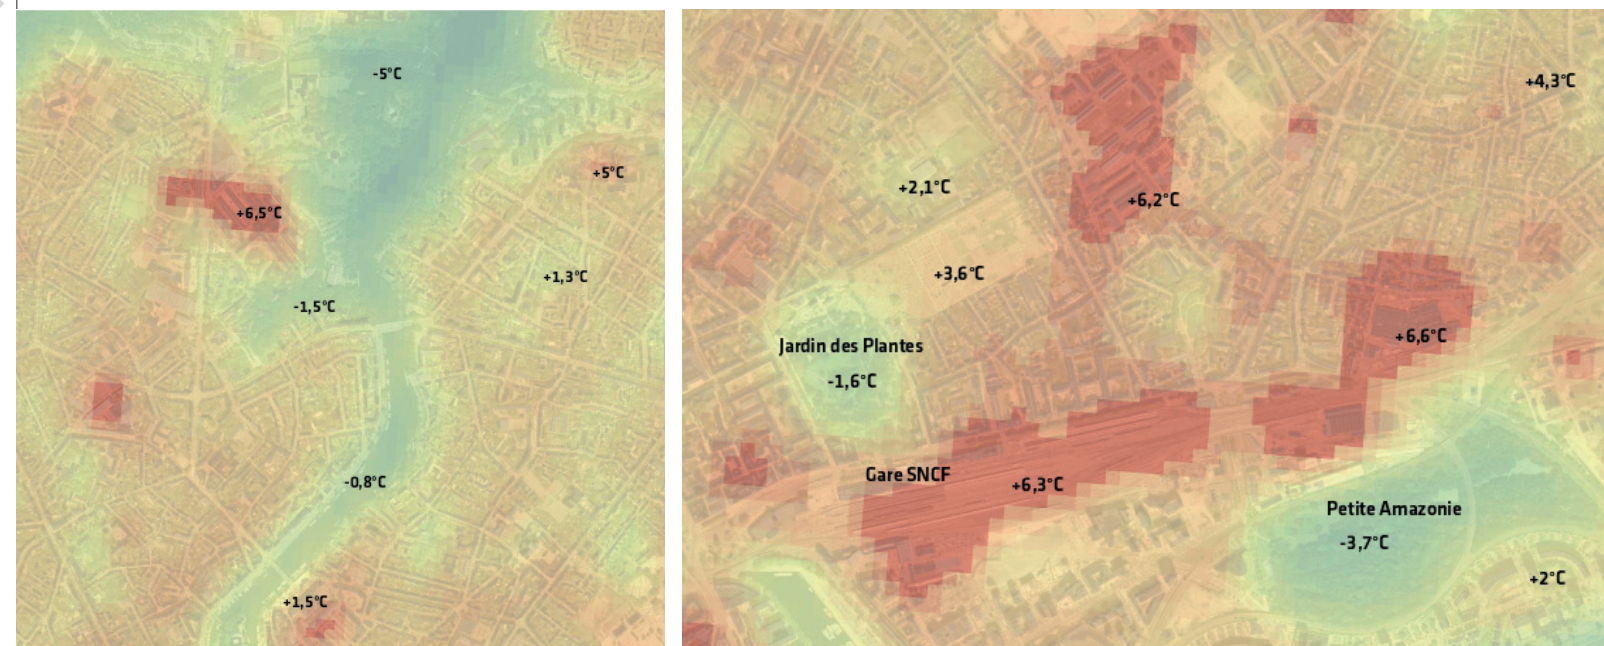 -5°C
+5°C
+6,5°C
+1,3°C
-1,5°C
-0,8°C
+1,5°C
+4,3°C
+2,1°C
+6,2°C
+3,6°C
+6,6°C
Jardin des Plantes
-1,6°C
Gare SNCF
+6,3°C
Petite Amazonie
-3,7°C
+2°C